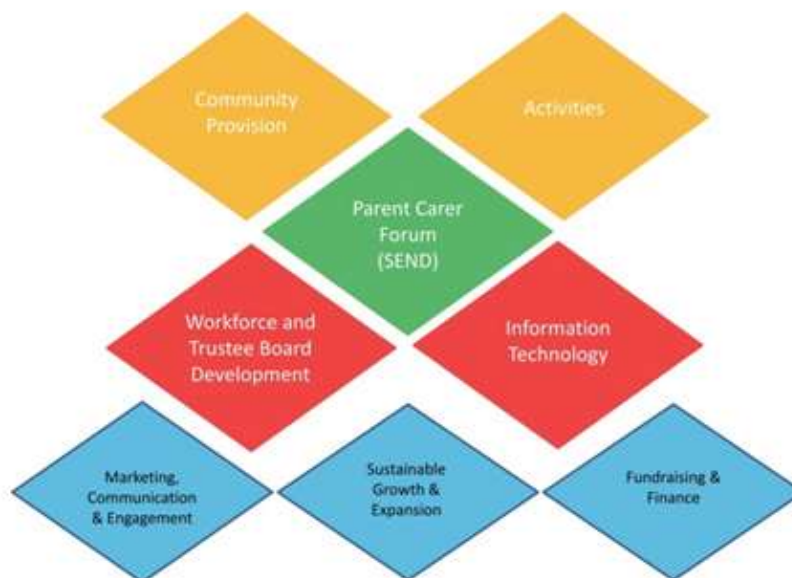 Community
Provision
Activities
Parent Carer
Forum
(SEND)
Workforce and
Trustee Board
Development
Information
Technology
Marketing,
Communication
& Engagement
Sustainable
Growth &
Expansion
Fundraising &
Finance